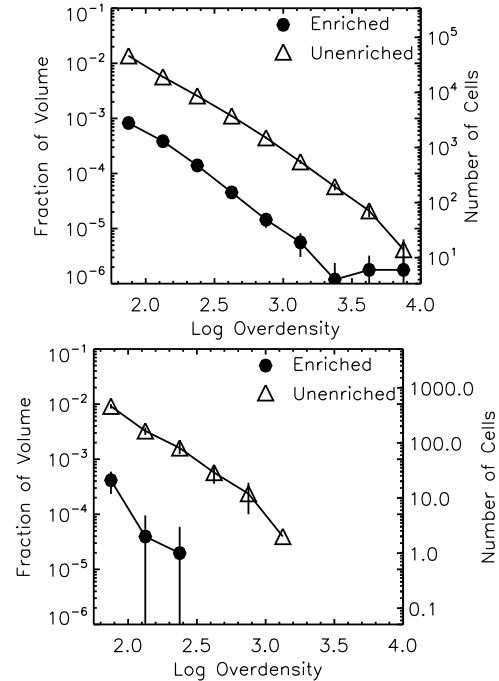 10⁻¹
10⁻²
10⁻³
10⁻⁴
10⁻⁵
10⁻⁶
Fraction of Volume
Enriched
Unenriched
10⁵
10⁴
10³
10²
10¹
Number of Cells
2.0 2.5 3.0 3.5 4.0
Log Overdensity
10⁻¹
10⁻²
10⁻³
10⁻⁴
10⁻⁵
10⁻⁶
Fraction of Volume
Enriched
Unenriched
1000.0
100.0
10.0
1.0
0.1
Number of Cells
2.0 2.5 3.0 3.5 4.0
Log Overdensity